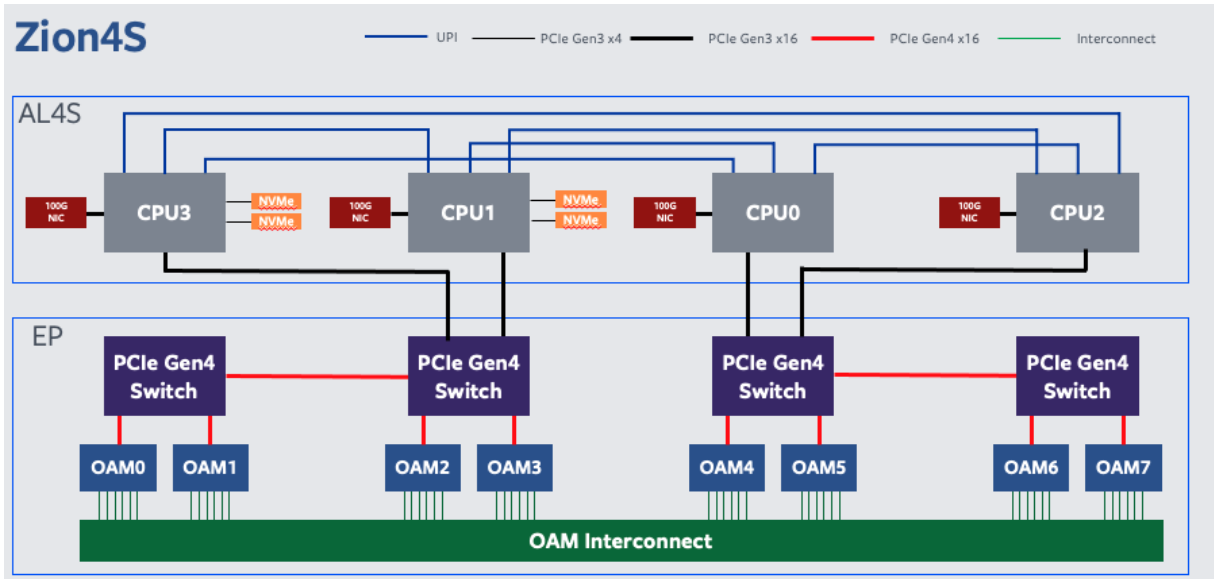 Zion4S
UPI
PCIe Gen3 x4
PCIe Gen3 x16
PCIe Gen4 x16
Interconnect
AL4S
100G
NIC
CPU3
NVMe
NVMe
100G
NIC
CPU1
NVMe
NVMe
100G
NIC
CPU0
100G
NIC
CPU2
EP
PCIe Gen4
Switch
PCIe Gen4
Switch
PCIe Gen4
Switch
PCIe Gen4
Switch
OAM0
OAM1
OAM2
OAM3
OAM4
OAM5
OAM6
OAM7
OAM Interconnect